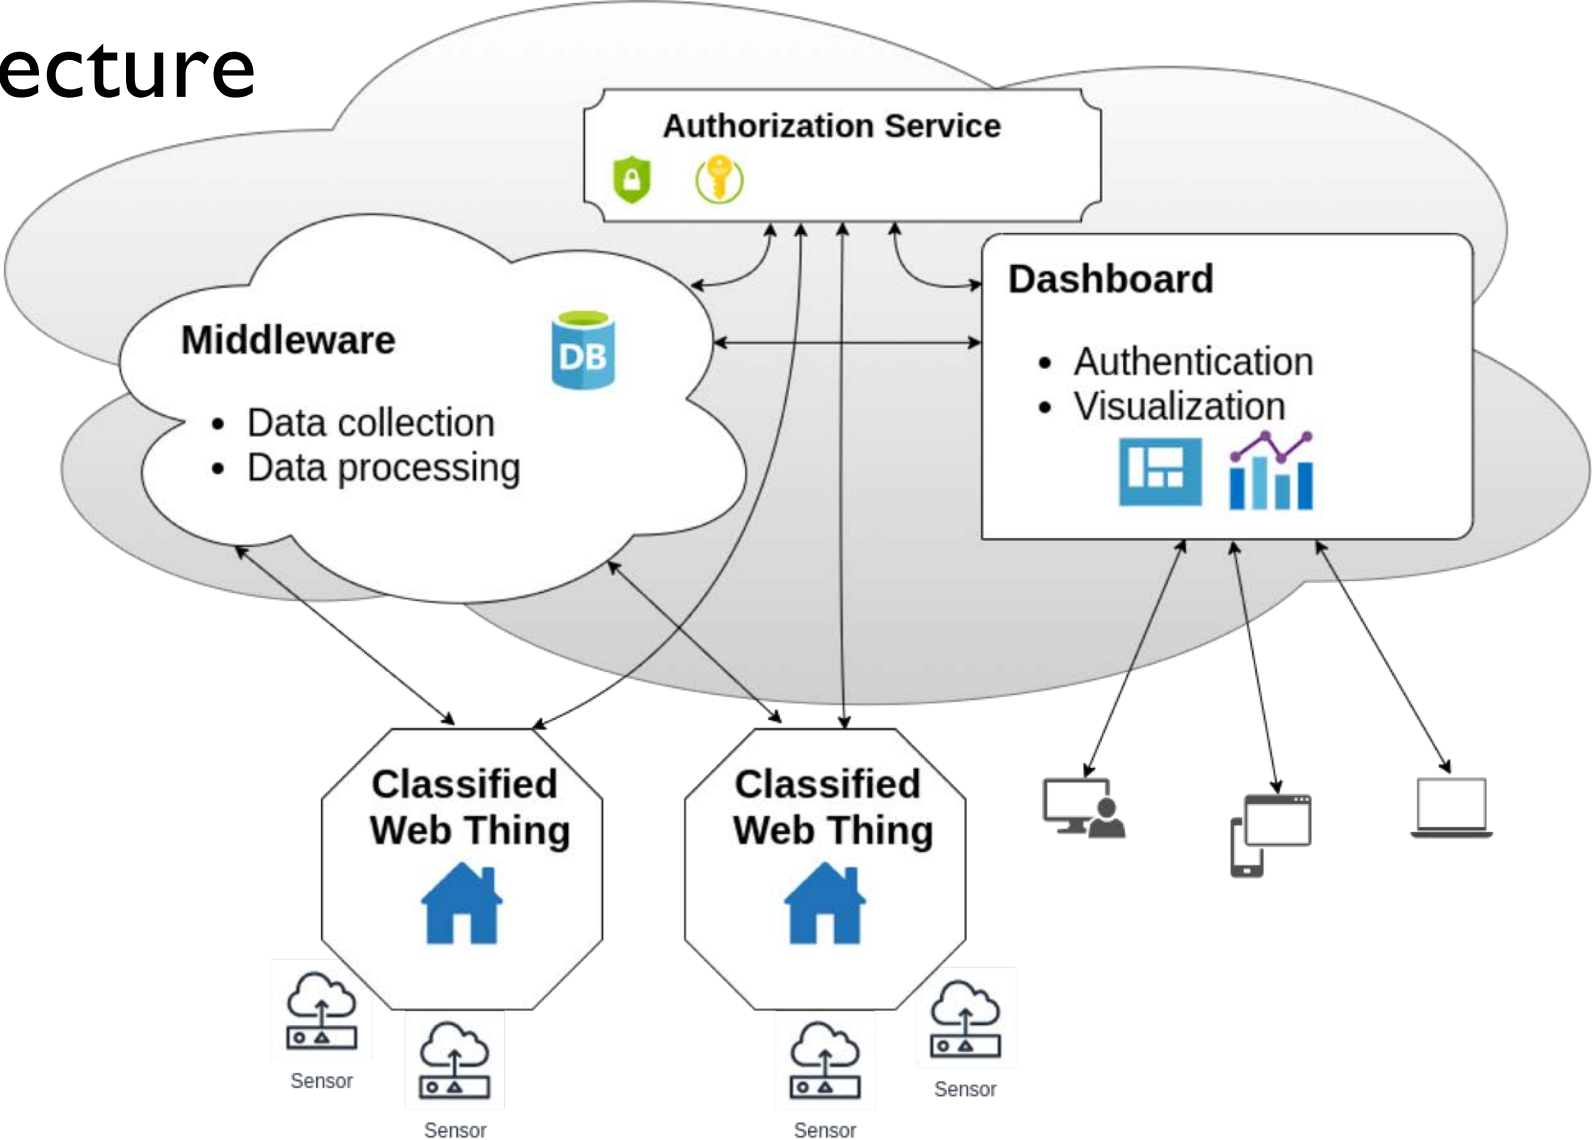 ecture
Authorization Service
Middleware
DB
• Data collection
• Data processing
Dashboard
• Authentication
• Visualization
Classified
Web Thing
Classified
Web Thing
Sensor
Sensor
Sensor
Sensor